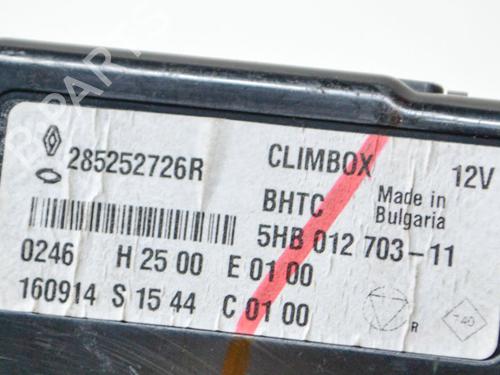 285252726R CLIMBOX 12V
BHTC Made in Bulgaria
5HB 012 703-11
0246 H 25 00 E 01 00
160914 S 15 44 C 01 00
R